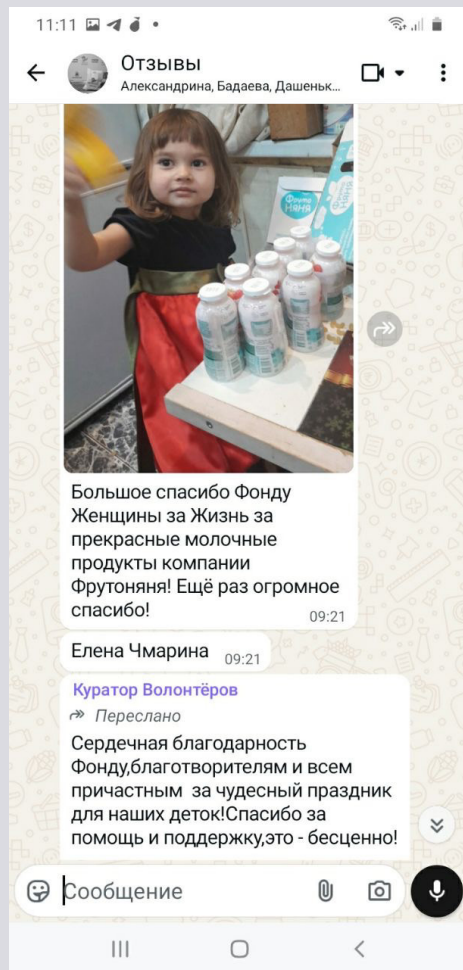 11:11
Отзывы
Александрина, Бадаева, Дашеньк...
Фруто
НЯНЯ
Большое спасибо Фонду
Женщины за Жизнь за
прекрасные молочные
продукты компании
Фрутоняня! Ещё раз огромное
спасибо!
09:21
Елена Чмарина
09:21
Куратор Волонтёров
Переслано
Сердечная благодарность
Фонду,благотворителям и всем
причастным за чудесный праздник
для наших деток!Спасибо за
помощь и поддержку,это - бесценно!
Сообщение